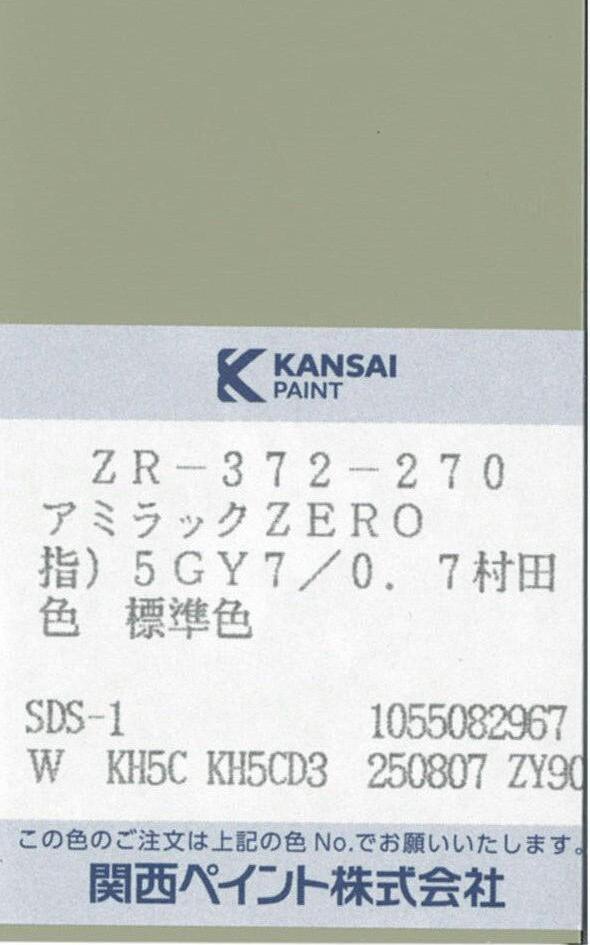 KANSAI
PAINT
ZR－372－270
アミラックZERO
指）5GY7／0．7村田
色　標準色
SDS-1 1055082967
W KH5C KH5CD3 250807 ZY90
この色のご注文は上記の色 No.でお願いいたします。
関西ペイント株式会社